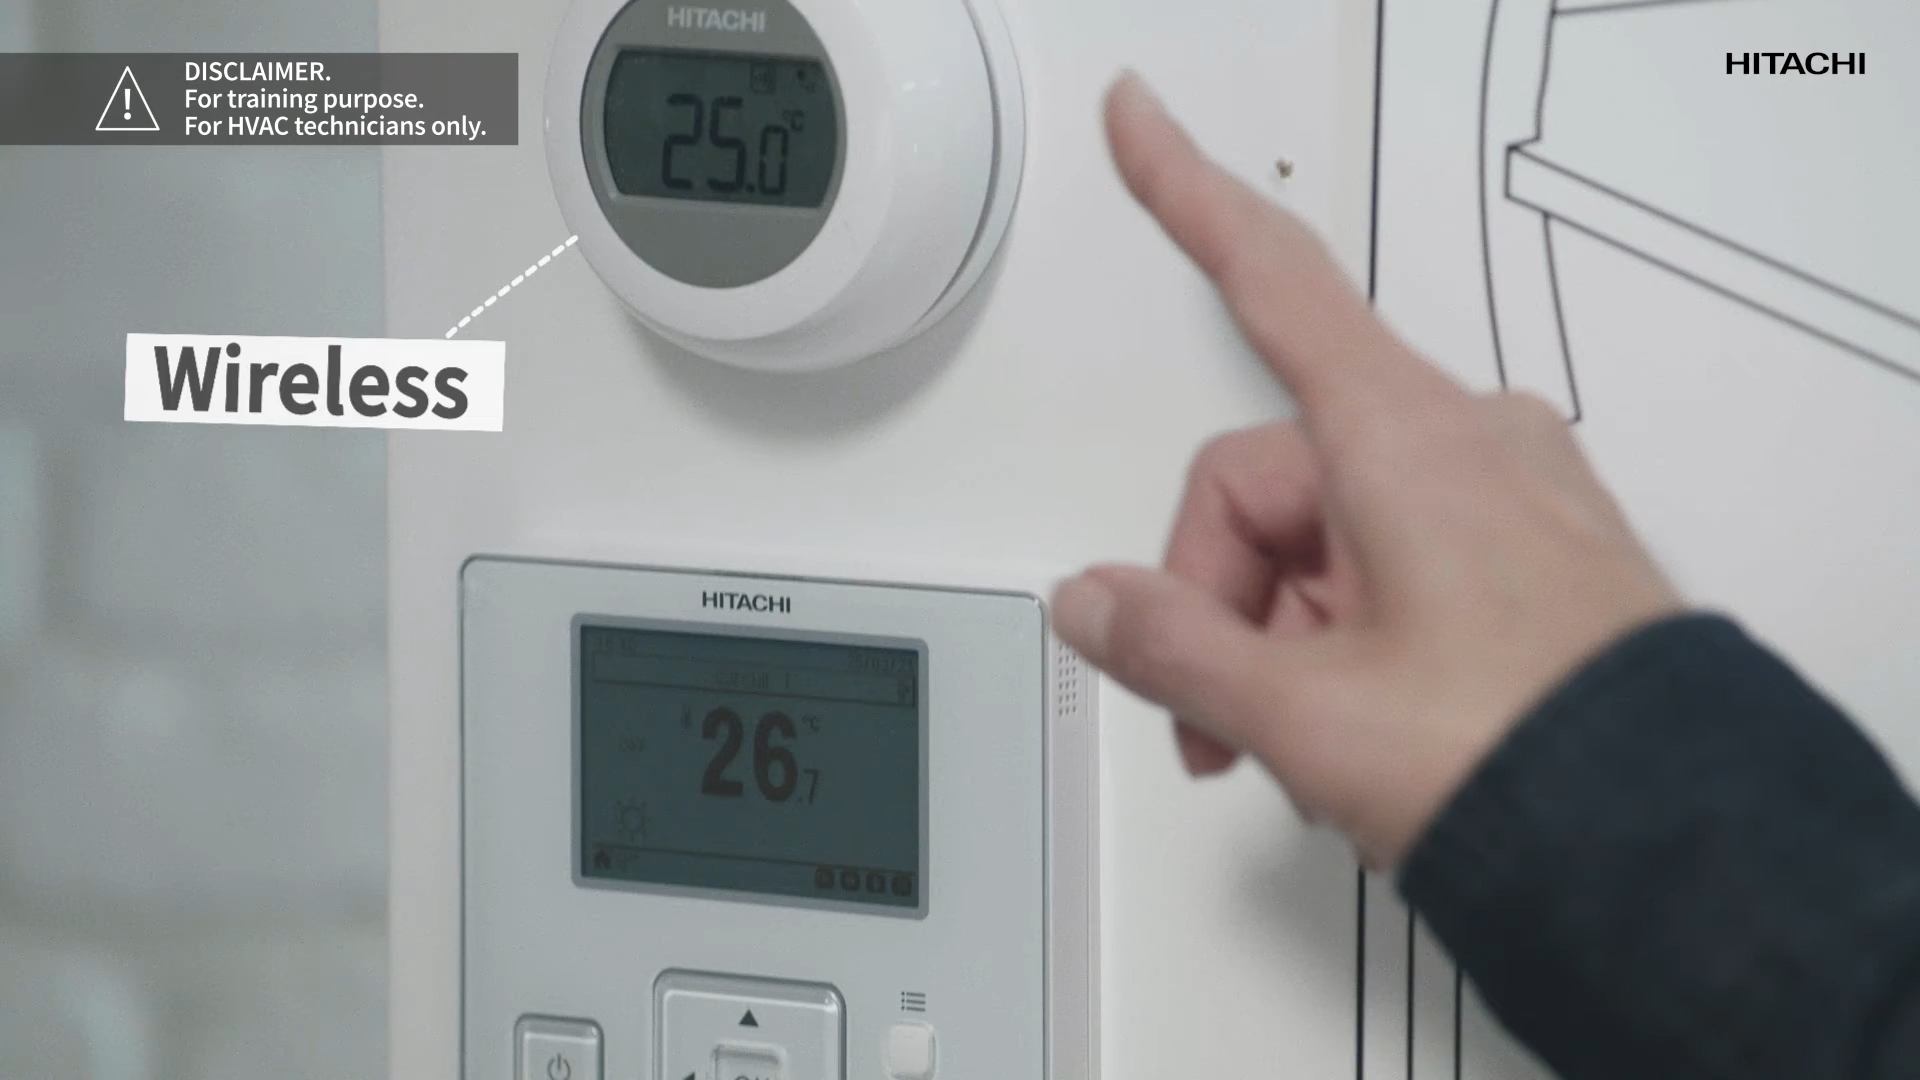 HITACHI
25.0°C
HITACHI
DISCLAIMER.
For training purpose.
For HVAC technicians only.
Wireless
HITACHI
26.7
°C